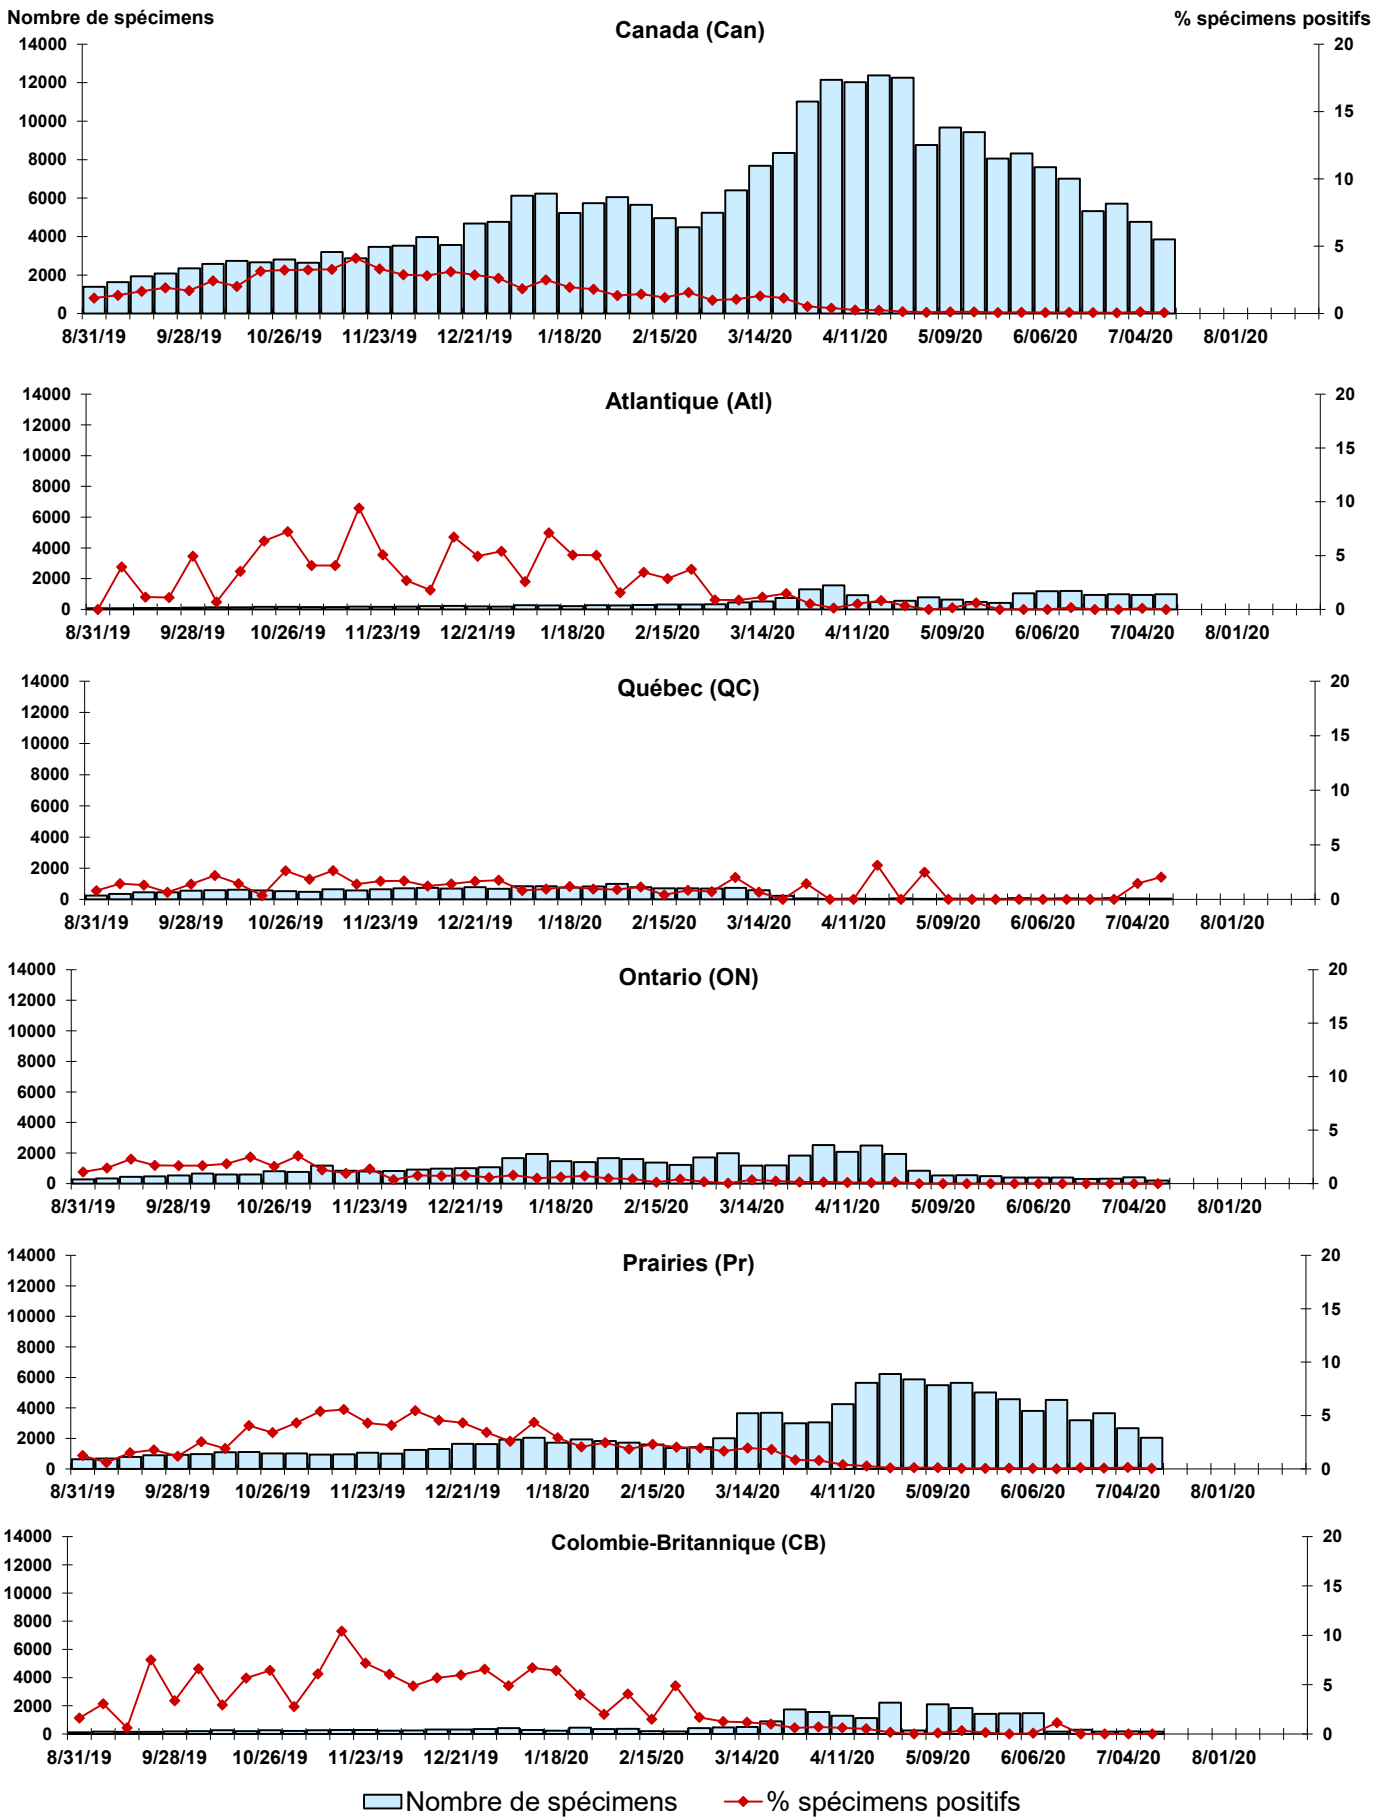 Nombre de spécimens
% spécimens positifs
Canada (Can)
14000 12000 10000 8000 6000 4000 2000 0
20 15 10 5 0
8/31/19 9/28/19 10/26/19 11/23/19 12/21/19 1/18/20 2/15/20 3/14/20 4/11/20 5/09/20 6/06/20 7/04/20 8/01/20
Atlantique (Atl)
14000 12000 10000 8000 6000 4000 2000 0
20 15 10 5 0
8/31/19 9/28/19 10/26/19 11/23/19 12/21/19 1/18/20 2/15/20 3/14/20 4/11/20 5/09/20 6/06/20 7/04/20 8/01/20
Québec (QC)
14000 12000 10000 8000 6000 4000 2000 0
20 15 10 5 0
8/31/19 9/28/19 10/26/19 11/23/19 12/21/19 1/18/20 2/15/20 3/14/20 4/11/20 5/09/20 6/06/20 7/04/20 8/01/20
Ontario (ON)
14000 12000 10000 8000 6000 4000 2000 0
20 15 10 5 0
8/31/19 9/28/19 10/26/19 11/23/19 12/21/19 1/18/20 2/15/20 3/14/20 4/11/20 5/09/20 6/06/20 7/04/20 8/01/20
Prairies (Pr)
14000 12000 10000 8000 6000 4000 2000 0
20 15 10 5 0
8/31/19 9/28/19 10/26/19 11/23/19 12/21/19 1/18/20 2/15/20 3/14/20 4/11/20 5/09/20 6/06/20 7/04/20 8/01/20
Colombie-Britannique (CB)
14000 12000 10000 8000 6000 4000 2000 0
20 15 10 5 0
8/31/19 9/28/19 10/26/19 11/23/19 12/21/19 1/18/20 2/15/20 3/14/20 4/11/20 5/09/20 6/06/20 7/04/20 8/01/20
Nombre de spécimens % spécimens positifs